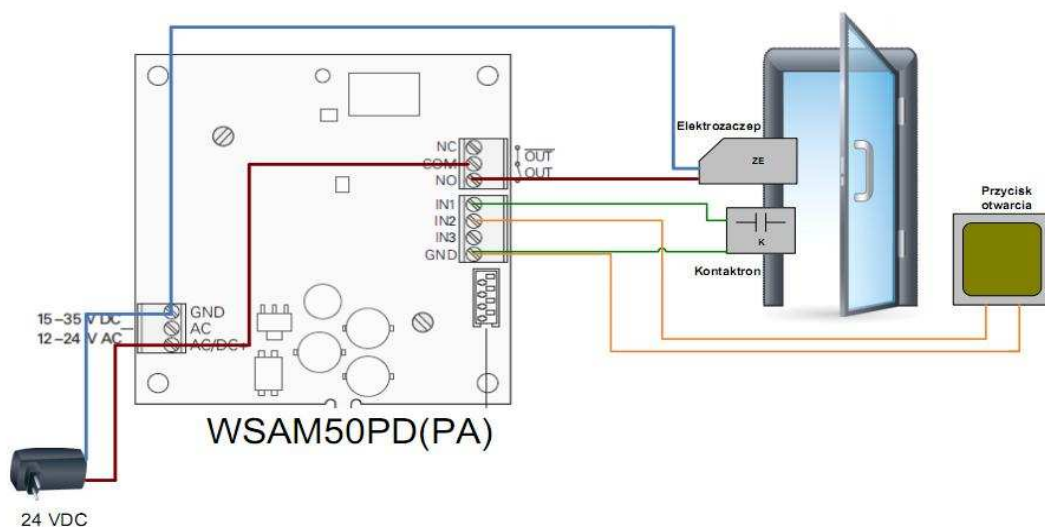 Elektrozaczep
ZE
NC
COM
NO
OUT
OUT
IN1
IN2
IN3
GND
K
Kontaktron
Przycisk
otwarcia
15–35 V DC
12–24 V AC
GND
AC
AC/DC+
WSAM50PD(PA)
24 VDC